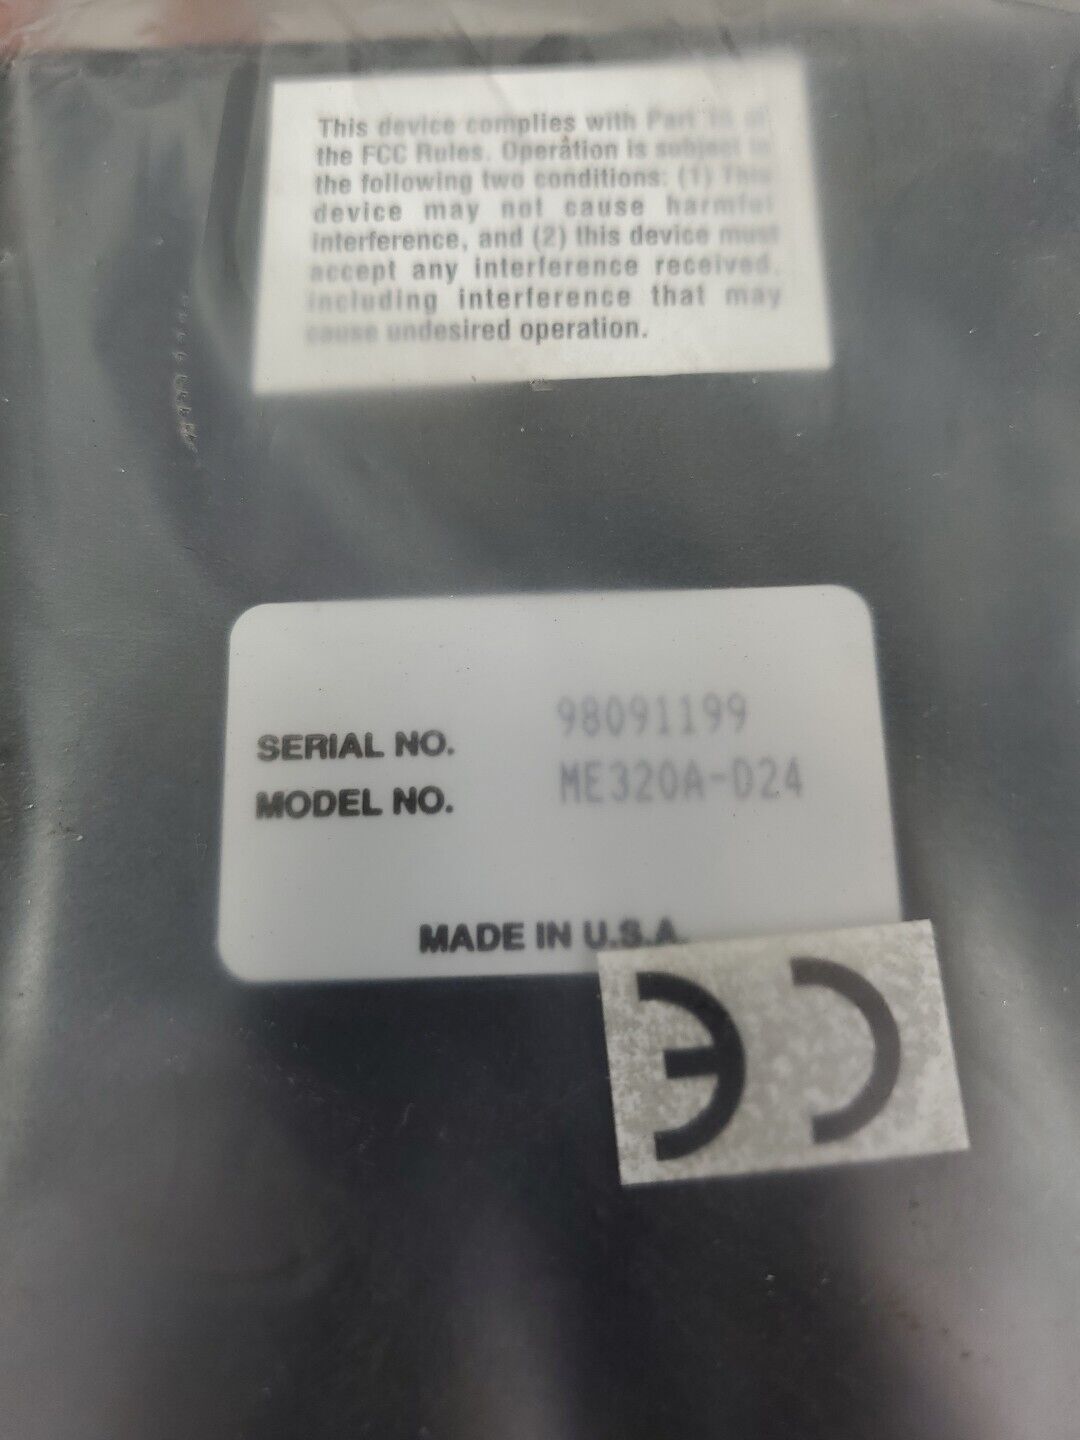 This device complies with Part 15 of
the FCC Rules. Operation is subject to
the following two conditions: (1) This
device may not cause harmful
interference, and (2) this device must
accept any interference received,
including interference that may
cause undesired operation.
SERIAL NO. 98091199
MODEL NO. ME320A-D24
MADE IN U.S.A.
CE